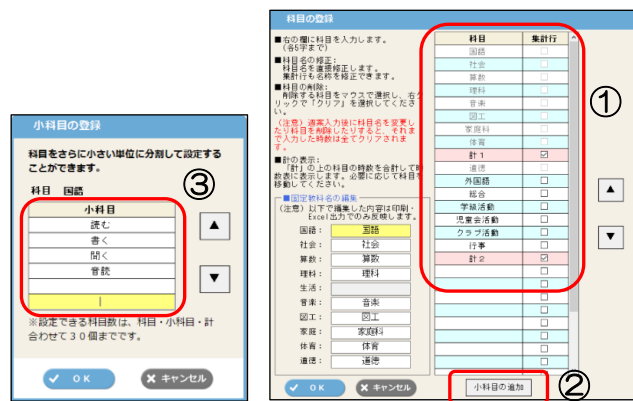 小科目の登録
科目をさらに小さい単位に分割して設定する
ことができます。
科目 国語
③
小科目
読む
書く
聞く
音読
▲
▼
※設定できる科目数は、科目・小科目・計
合わせて30個までです。
OK
キャンセル
科目の登録
■右の欄に科目を入力します。
(各5字まで)
■科目名の修正：
科目名を直接修正します。
集計行も名称を修正できます。
■科目の削除：
削除する科目をマウスで選択し、右ク
リックで「クリア」を選択してくださ
い。
(注意)週案入力後に科目名を変更し
たり科目を削除したりすると、それま
で入力した時数は全てクリアされま
す。
■計の表示：
「計」の上の科目の時数を合計して時
数表に表示します。必要に応じて科目を
移動してください。
■固定教科名の編集
(注意)以下で編集した内容は印刷・
Excel出力でのみ反映します。
国語： 国語
社会： 社会
算数： 算数
理科： 理科
生活：
音楽： 音楽
図工： 図工
家庭： 家庭科
体育： 体育
道徳： 道徳
OK
キャンセル
科目 集計行
国語
社会
算数
理科
音楽
図工
家庭科
体育
計1
道徳
外国語
総合
学級活動
児童会活動
クラブ活動
行事
計2
①
▲
▼
小科目の追加
②